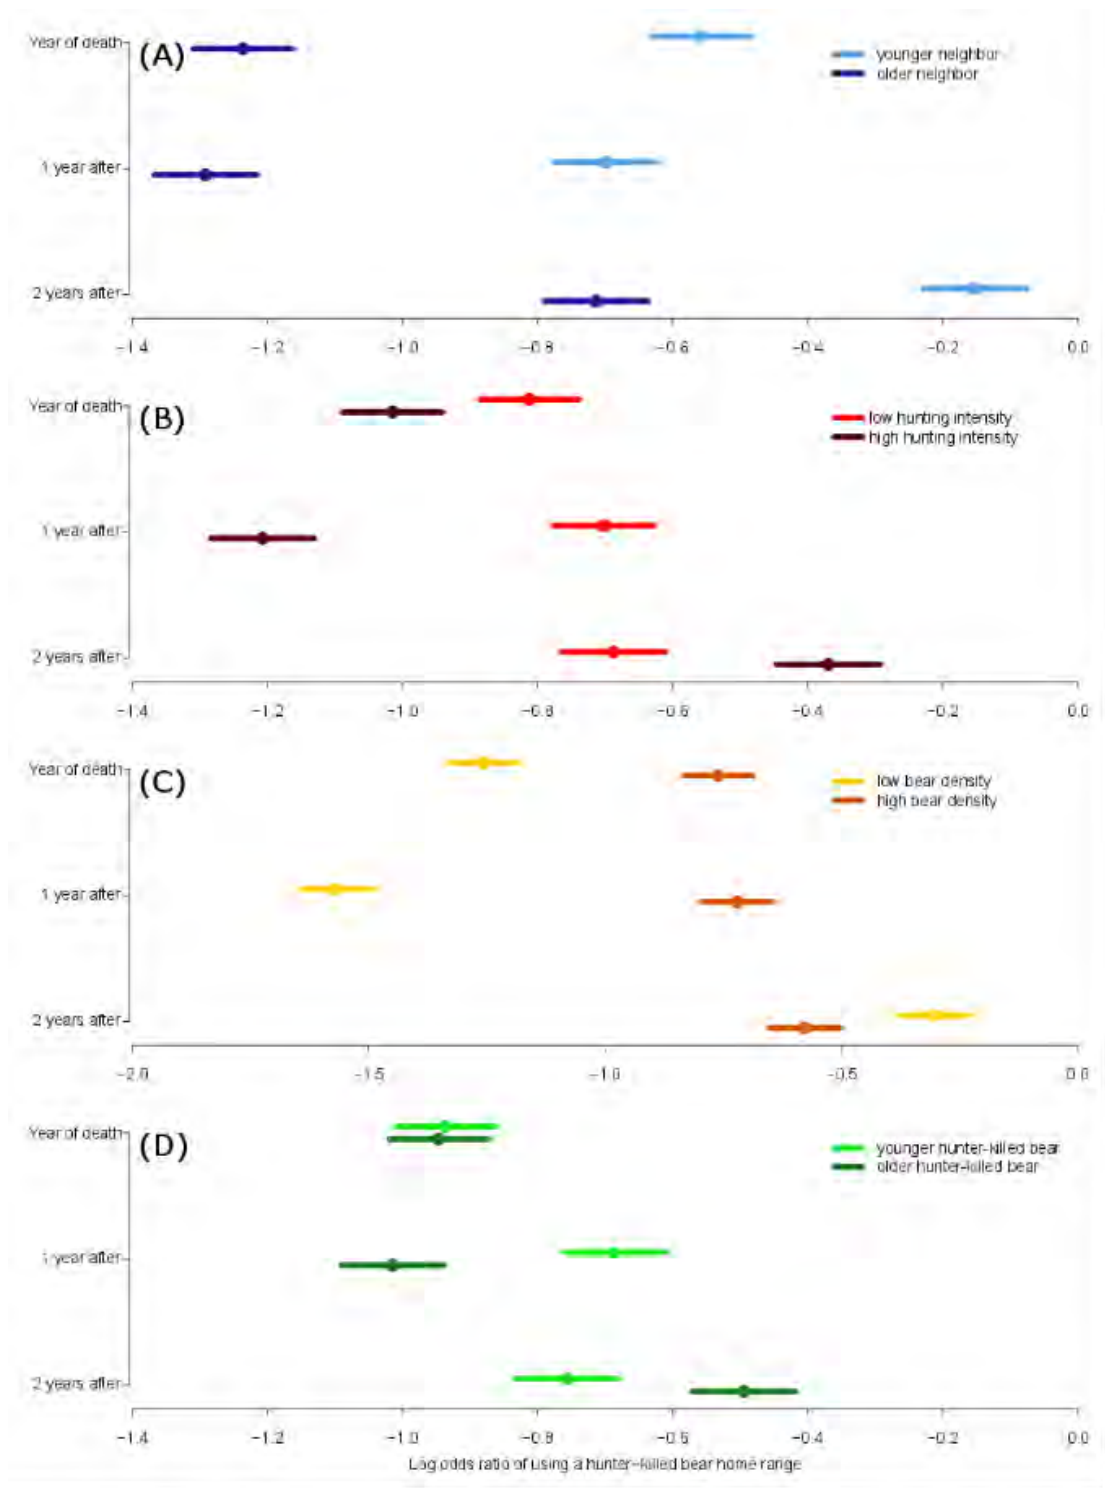 Year of death
(A)
younger neighbor
older neighbor
1 year after
2 years after
−1.4 −1.2 −1.0 −0.8 −0.6 −0.4 −0.2 0.0
Year of death
(B)
low hunting intensity
high hunting intensity
1 year after
2 years after
−1.4 −1.2 −1.0 −0.8 −0.6 −0.4 −0.2 0.0
Year of death
(C)
low bear density
high bear density
1 year after
2 years after
−2.0 −1.5 −1.0 −0.5 0.0
Year of death
(D)
younger hunter−killed bear
older hunter−killed bear
1 year after
2 years after
−1.4 −1.2 −1.0 −0.8 −0.6 −0.4 −0.2 0.0
Log odds ratio of using a hunter−killed bear home range